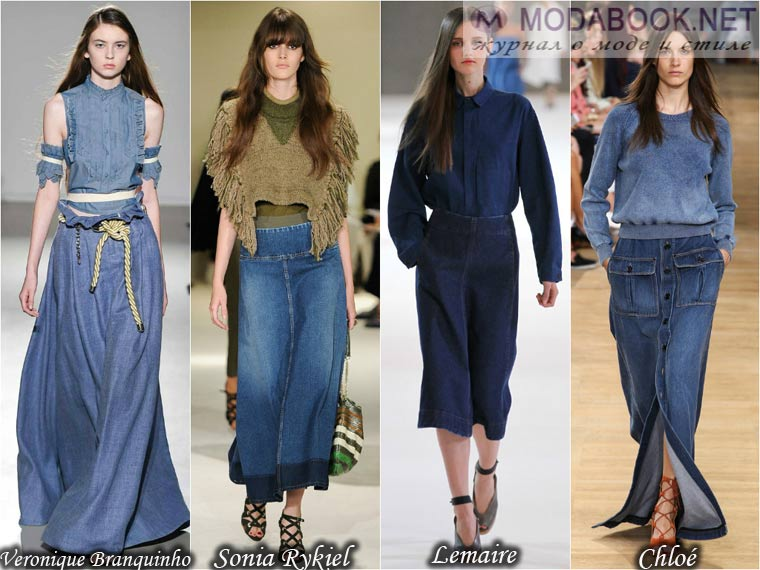 MODABOOK.NET
журнал о моде и стиле
Veronique Branquinho
Sonia Rykiel
Lemaire
Chloé